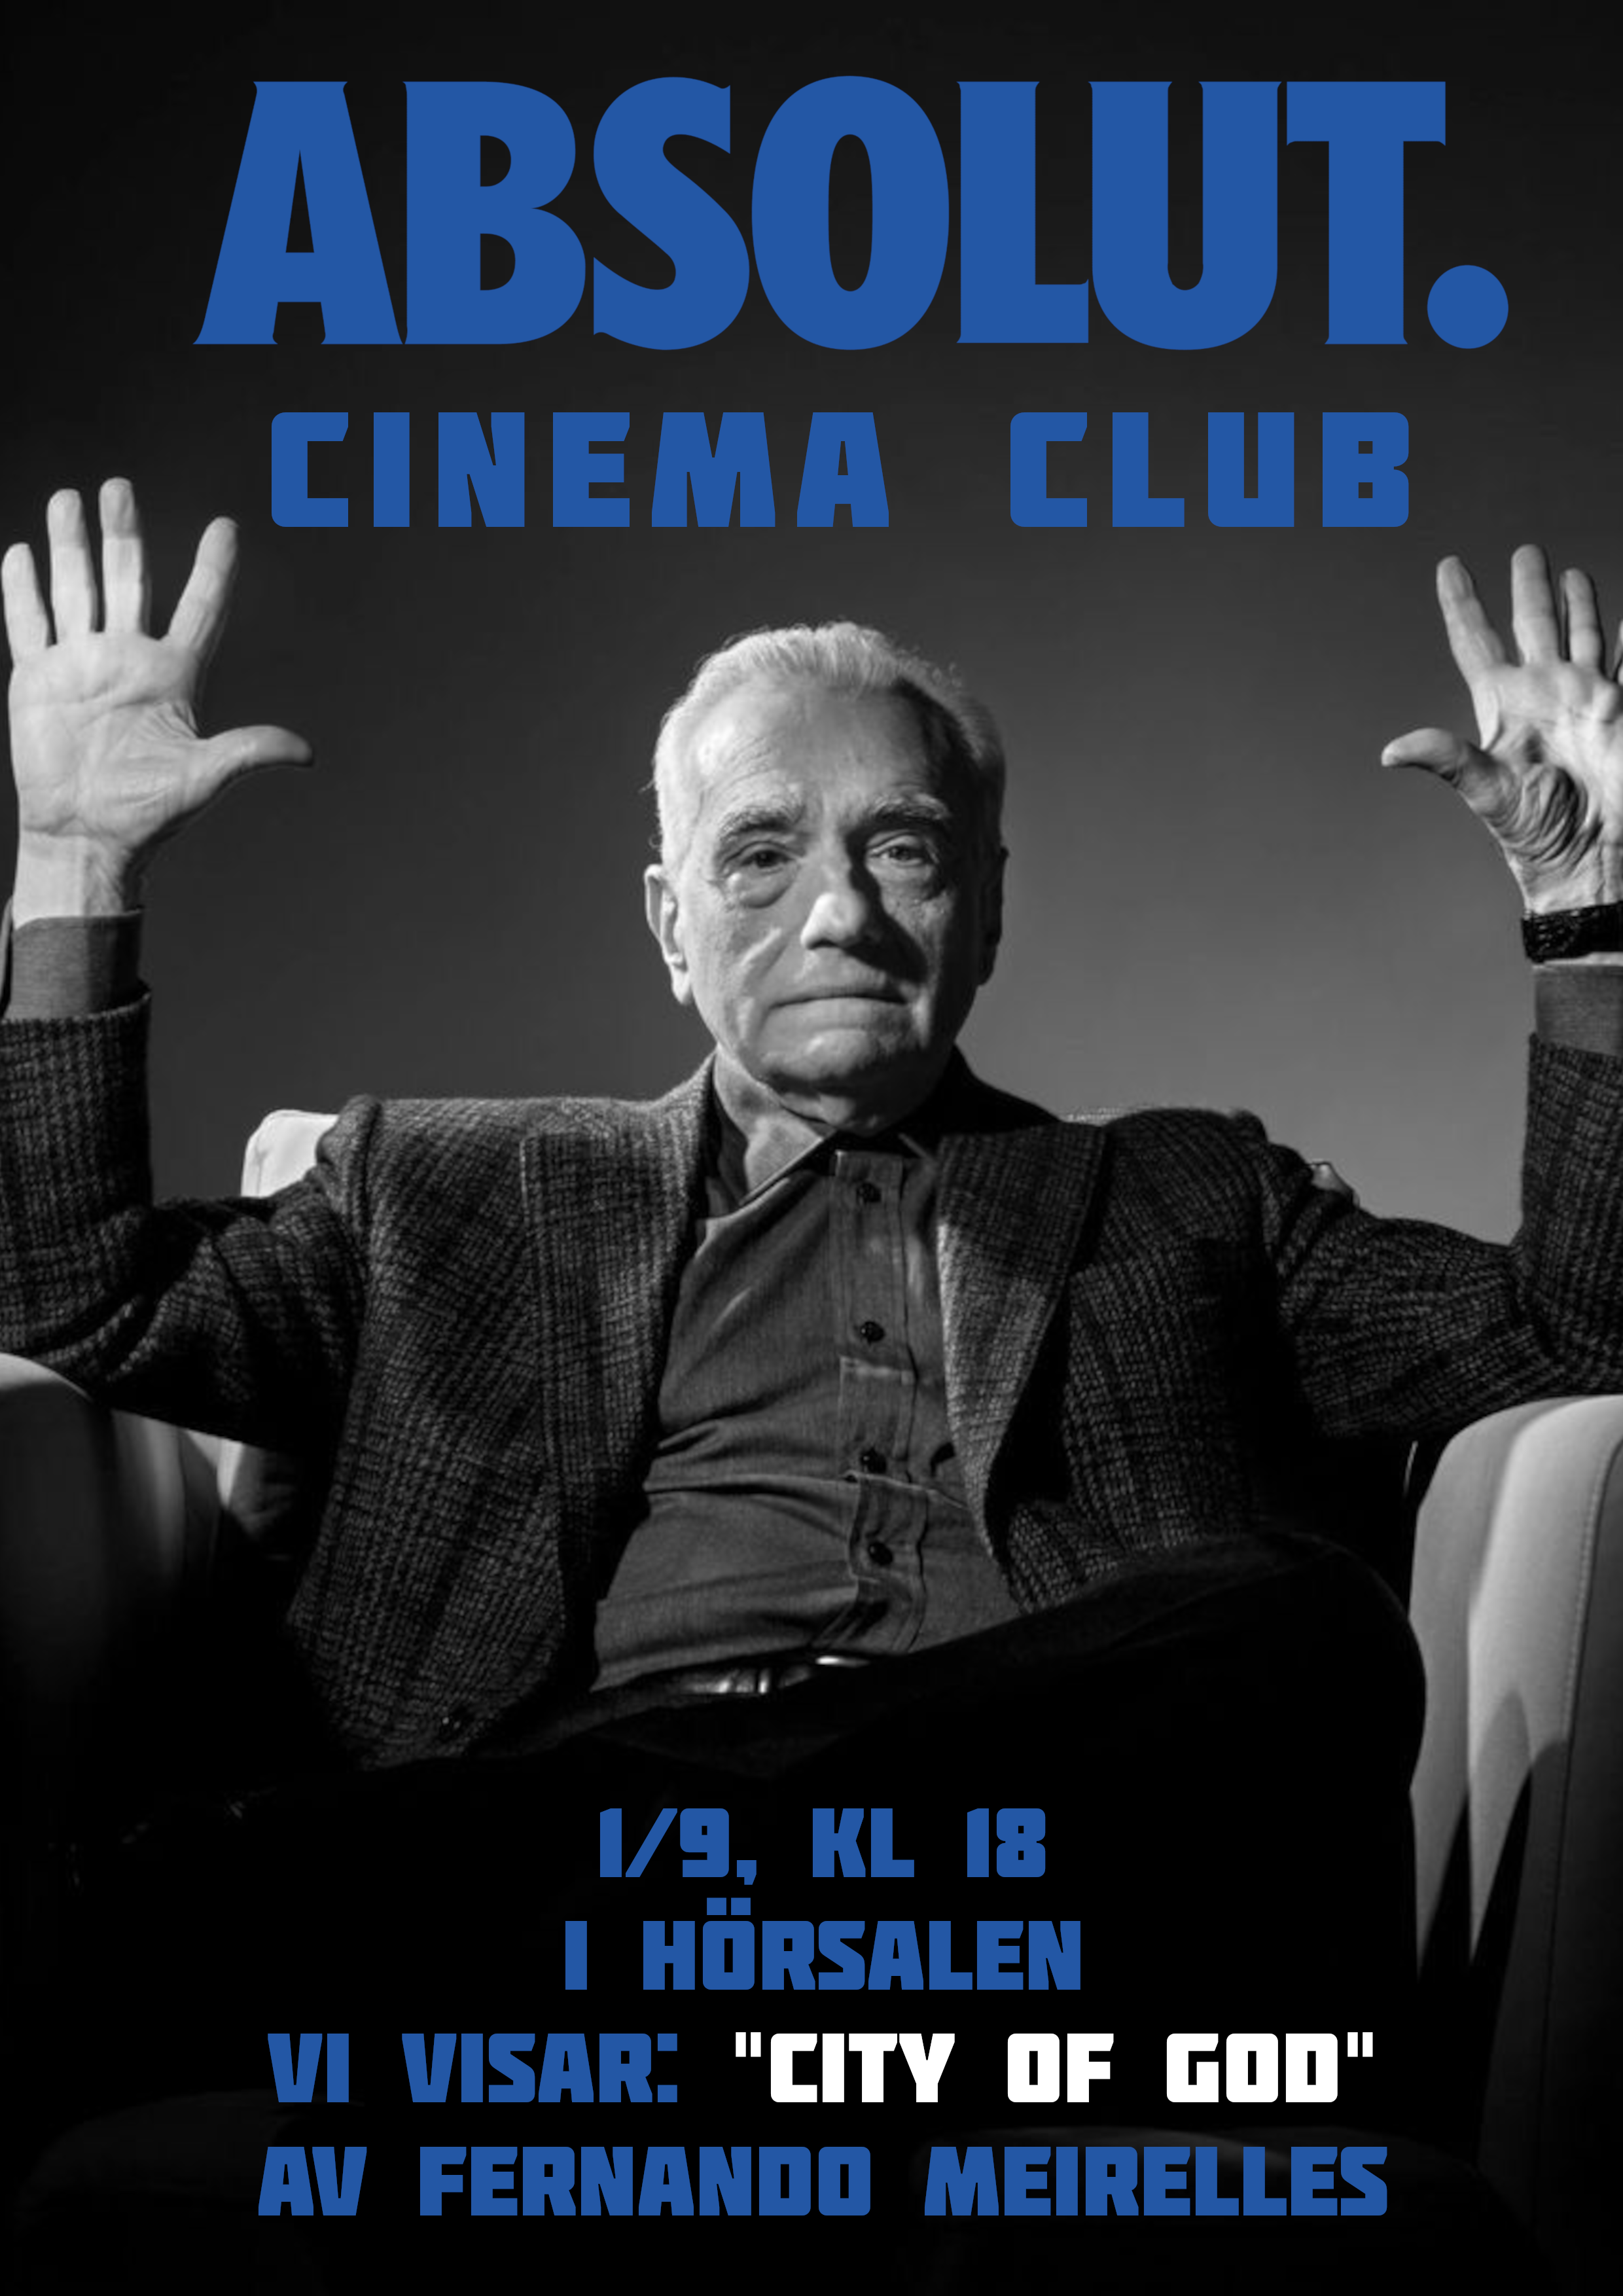 ABSOLUT.
CINEMA CLUB
1/9, KL 18
I HÖRSALEN
VI VISAR: "CITY OF GOD"
AV FERNANDO MEIRELLES